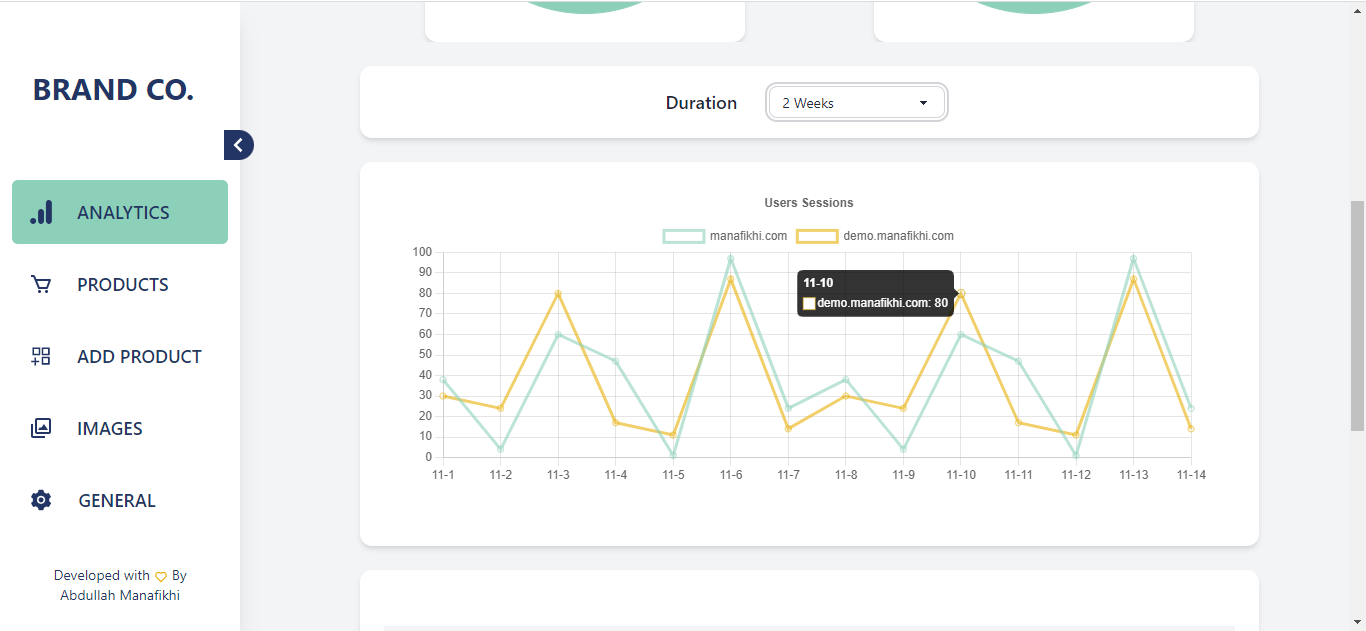 BRAND CO.
ANALYTICS
PRODUCTS
ADD PRODUCT
IMAGES
GENERAL
Developed with By
Abdullah Manafikhi
Duration 2 Weeks
Users Sessions
manafikhi.com demo.manafikhi.com
100
90
80
70
60
50
40
30
20
10
0
11-10
demo.manafikhi.com: 80
11-1 11-2 11-3 11-4 11-5 11-6 11-7 11-8 11-9 11-10 11-11 11-12 11-13 11-14